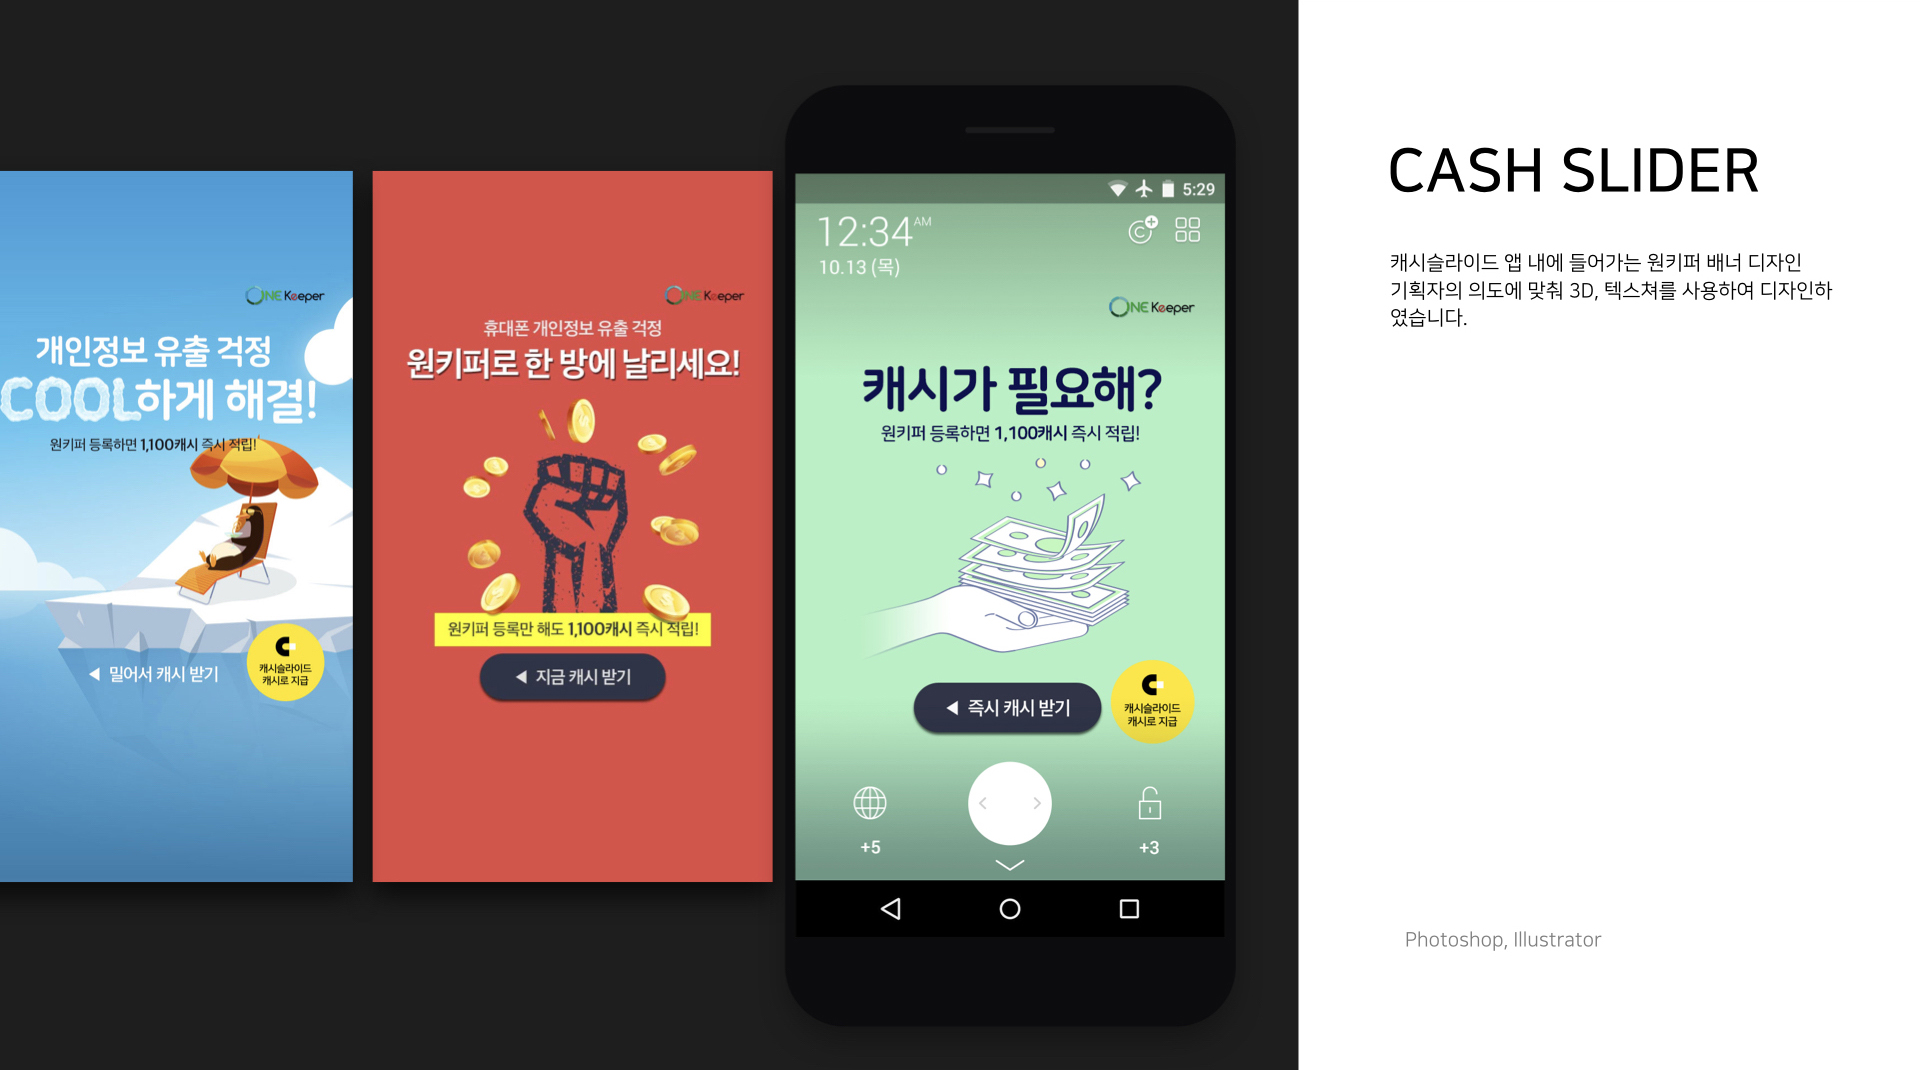 ONE Keeper
개인정보 유출 걱정
COOL하게 해결!
원키퍼 등록하면 1,100캐시 즉시 적립!
◀ 밀어서 캐시 받기
캐시슬라이드
캐시로 지급
ONE Keeper
휴대폰 개인정보 유출 걱정
원키퍼로 한 방에 날리세요!
원키퍼 등록만 해도 1,100캐시 즉시 적립!
◀ 지금 캐시 받기
5:29
12:34 AM
10.13 (목)
ONE Keeper
캐시가 필요해?
원키퍼 등록하면 1,100캐시 즉시 적립!
◀ 즉시 캐시 받기
캐시슬라이드
캐시로 지급
+5
+3
CASH SLIDER
캐시슬라이드 앱 내에 들어가는 원키퍼 배너 디자인
기획자의 의도에 맞춰 3D, 텍스쳐를 사용하여 디자인하
였습니다.
Photoshop, Illustrator